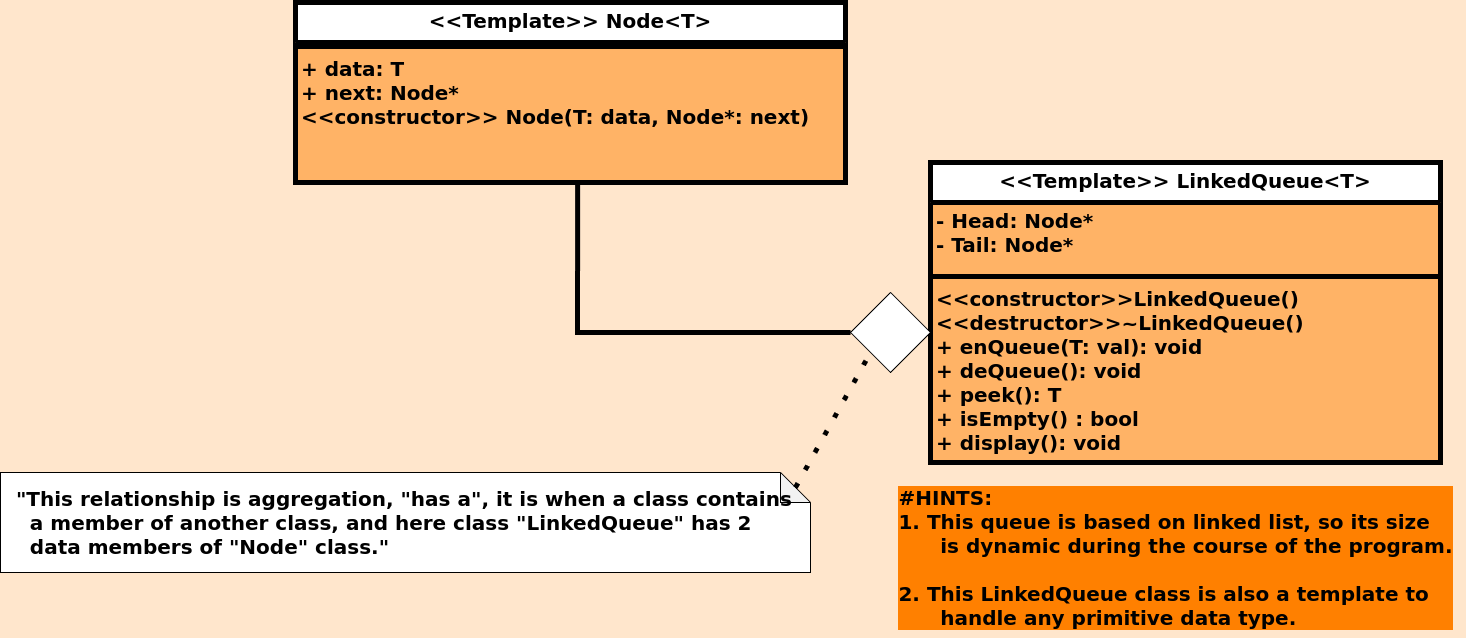 <<Template>> Node<T>
+ data: T
+ next: Node*
<<constructor>> Node(T: data, Node*: next)
<<Template>> LinkedQueue<T>
- Head: Node*
- Tail: Node*
<<constructor>>LinkedQueue()
<<destructor>>~LinkedQueue()
+ enQueue(T: val): void
+ deQueue(): void
+ peek(): T
+ isEmpty() : bool
+ display(): void
"This relationship is aggregation, "has a", it is when a class contains
a member of another class, and here class "LinkedQueue" has 2
data members of "Node" class."
#HINTS:
1. This queue is based on linked list, so its size
is dynamic during the course of the program.
2. This LinkedQueue class is also a template to
handle any primitive data type.